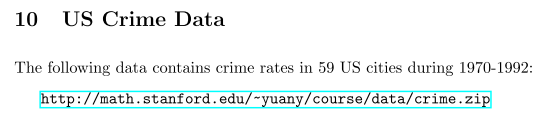 10 US Crime Data
The following data contains crime rates in 59 US cities during 1970-1992:
http://math.stanford.edu/~yuany/course/data/crime.zip